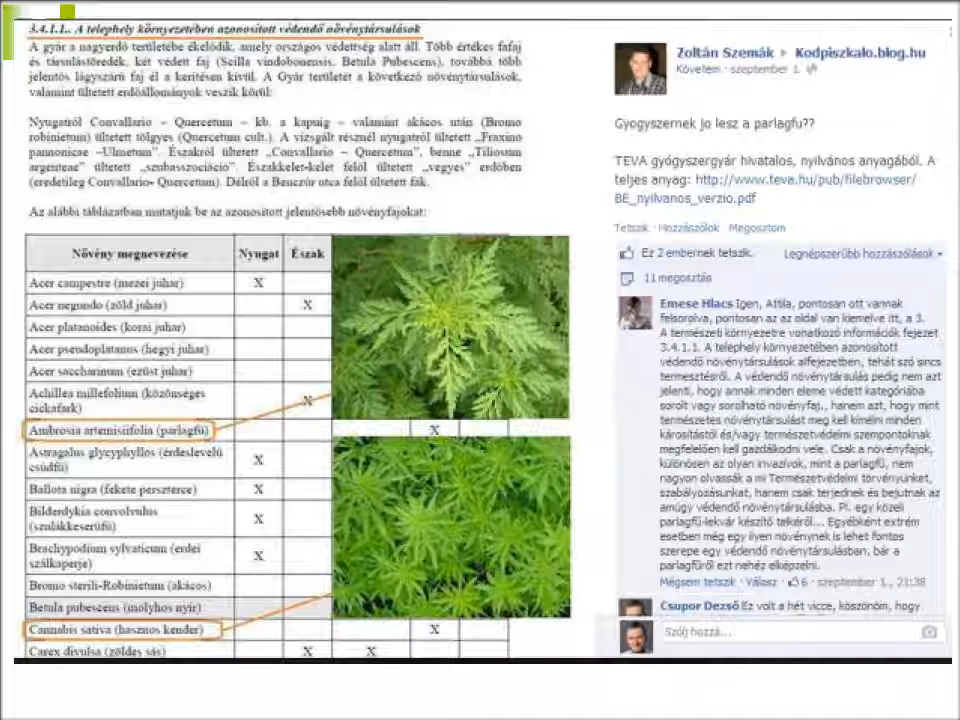 3.4.1.1.. A telephely környezetében azonosított védendő növénytársulások
A gyár a nagyerdő területébe ékelődik, amely országos védettség alatt áll. Több értékes fafaj
és társulástöredék, két védett faj (Scilla vindobonensis, Betula Pubescens), továbbá több
jelentős lágyszárú faj él a kerítésen kívül. A Gyár területét a következő növénytársulások,
valamint ültetett erdőállományok veszik körül:
Nyugatról Convallario – Quercetum – kb. a kapuig – valamint akácos után (Bromo
robinietum) ültetett tölgyes (Quercetum cult.). A vizsgált résznél nyugatról ültetett „Fraxino
pannonicae –Ulmetum”. Északról ültetett „Convallario – Quercetum”, benne „Tiliosum
argenteae” ültetett „szubasszociáció”. Északkelet-kelet felől ültetett „vegyes” erdőben
(eredetileg Convallario- Quercetum). Délről a Benczúr utca felől ültetett fák.
Az alábbi táblázatban mutatjuk be az azonosított jelentősebb növényfajokat:
Növény megnevezése Nyugat Észak
Acer campestre (mezei juhar) X
Acer negundo (zöld juhar) X
Acer platanoides (korai juhar)
Acer pseudoplatanus (hegyi juhar)
Acer saccharinum (ezüst juhar)
Achillea millefolium (közönséges
cickafark) X
Ambrosia artemisiifolia (parlagfű) X
Astragalus glycyphyllos (édeslevelű
csüdfű) X
Ballota nigra (fekete peszterce) X
Bilderdykia convolvulus
(szulákkeserűfű) X
Brachypodium sylvaticum (erdei
szálkaperje) X
Bromo sterili-Robinietum (akácos)
Betula pubescens (molyhos nyír)
Cannabis sativa (hasznos kender) X
Carex divulsa (zöldes sás) X X
Zoltán Szemák ▸ Kodpiszkalo.blog.hu
Követem · szeptember 1.
Gyogyszernek jo lesz a parlagfu??
TEVA gyógyszergyár hivatalos, nyilvános anyagából. A
teljes anyag: http://www.teva.hu/pub/filebrowser/
BE_nyilvanos_verzio.pdf
Tetszik · Hozzászólok · Megosztom
Ez 2 embernek tetszik. Legnépszerűbb hozzászólások
11 megosztás
Emese Hlacs Igen, Attila, pontosan ott vannak
felsorolva, pontosan az az oldal van kiemelve itt, a 3.
A természeti környezetre vonatkozó információk fejezet
3.4.1.1. A telephely környezetében azonosított
védendő növénytársulások alfejezetben, tehát szó sincs
termesztésről. A védendő növénytársulás pedig nem azt
jelenti, hogy annak minden eleme védett kategóriába
sorolt vagy sorolható növényfaj., hanem azt, hogy mint
természetes növénytársulást meg kell kímélni minden
károsítástól és/vagy természetvédelmi szempontoknak
megfelelően kell gazdálkodni vele. Csak a növényfajok,
különösen az olyan invazívok, mint a parlagfű, nem
nagyon olvassák a mi Természetvédelmi törvényünket,
szabályozásunkat, hanem csak terjednek és bejutnak az
amúgy védendő növénytársulásba. Pl. egy közeli
parlagfű-lekvár készítő telkéről... Egyébként extrém
esetben még egy ilyen növénynek is lehet fontos
szerepe egy védendő növénytársulásban, bár a
parlagfűről ezt nehéz elképzelni.
Mégsem tetszik · Válasz · 6 · szeptember 1., 21:38
Csupor Dezső Ez volt a hét vicce, köszönöm, hogy
Szólj hozzá...